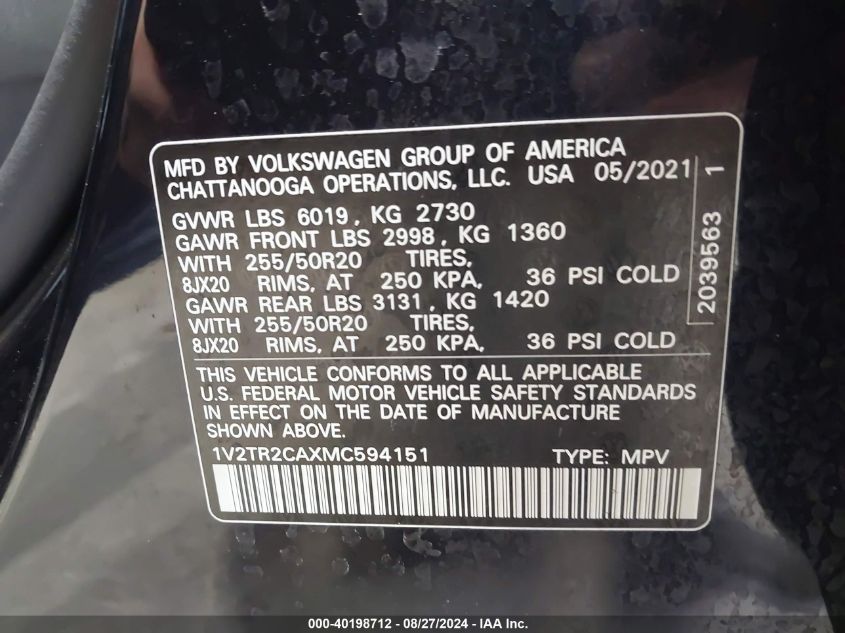 MFD BY VOLKSWAGEN GROUP OF AMERICA
CHATTANOOGA OPERATIONS, LLC. USA 05/2021
GVWR LBS 6019, KG 2730
GAWR FRONT LBS 2998, KG 1360
WITH 255/50R20 TIRES,
8JX20 RIMS, AT 250 KPA, 36 PSI COLD
GAWR REAR LBS 3131, KG 1420
WITH 255/50R20 TIRES,
8JX20 RIMS, AT 250 KPA, 36 PSI COLD
2039563 1
THIS VEHICLE CONFORMS TO ALL APPLICABLE
U.S. FEDERAL MOTOR VEHICLE SAFETY STANDARDS
IN EFFECT ON THE DATE OF MANUFACTURE
SHOWN ABOVE.
1V2TR2CAXMC594151 TYPE: MPV
000-40198712 - 08/27/2024 - IAA Inc.